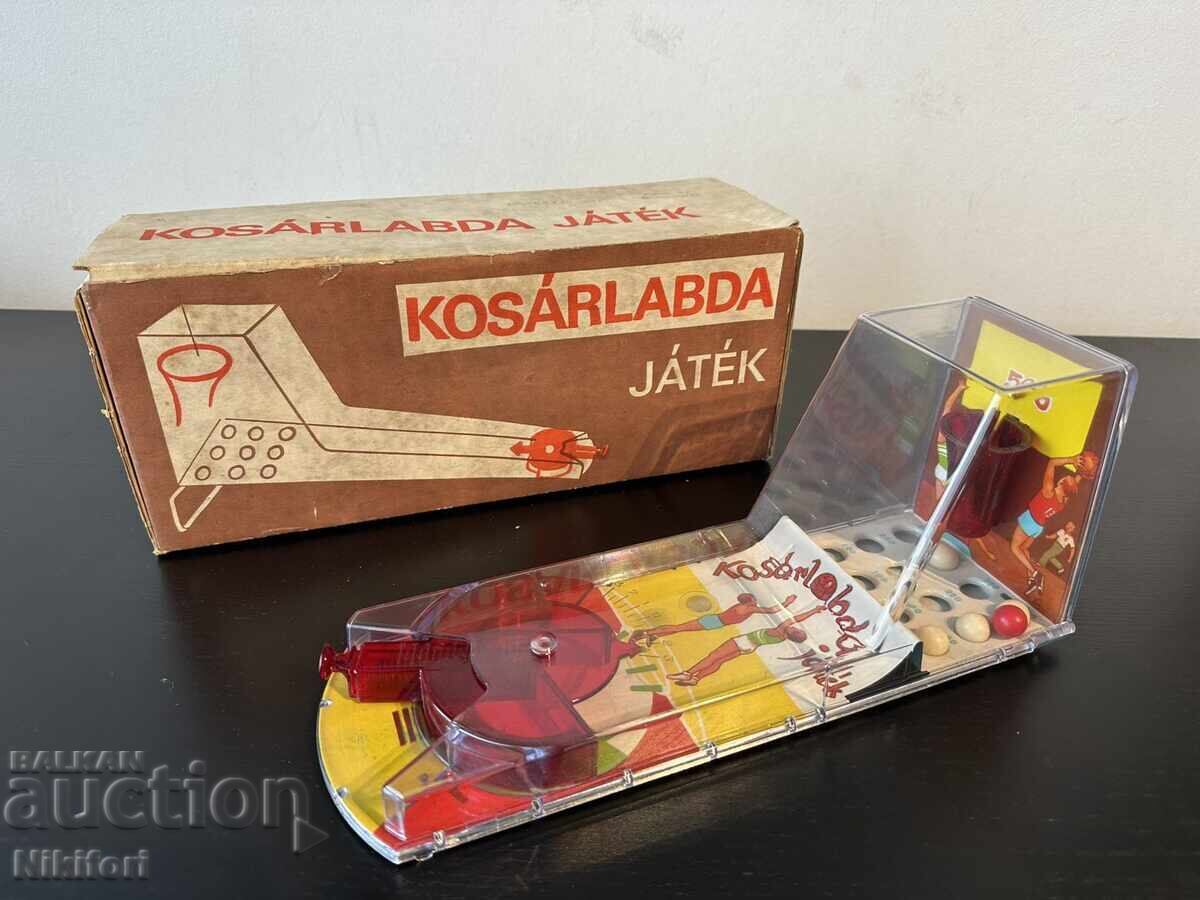 KOSÁRLABDA JÁTÉK
KOSÁRLABDA
JÁTÉK
Kosárlabda
játék
BALKAN
auction
Nikifori